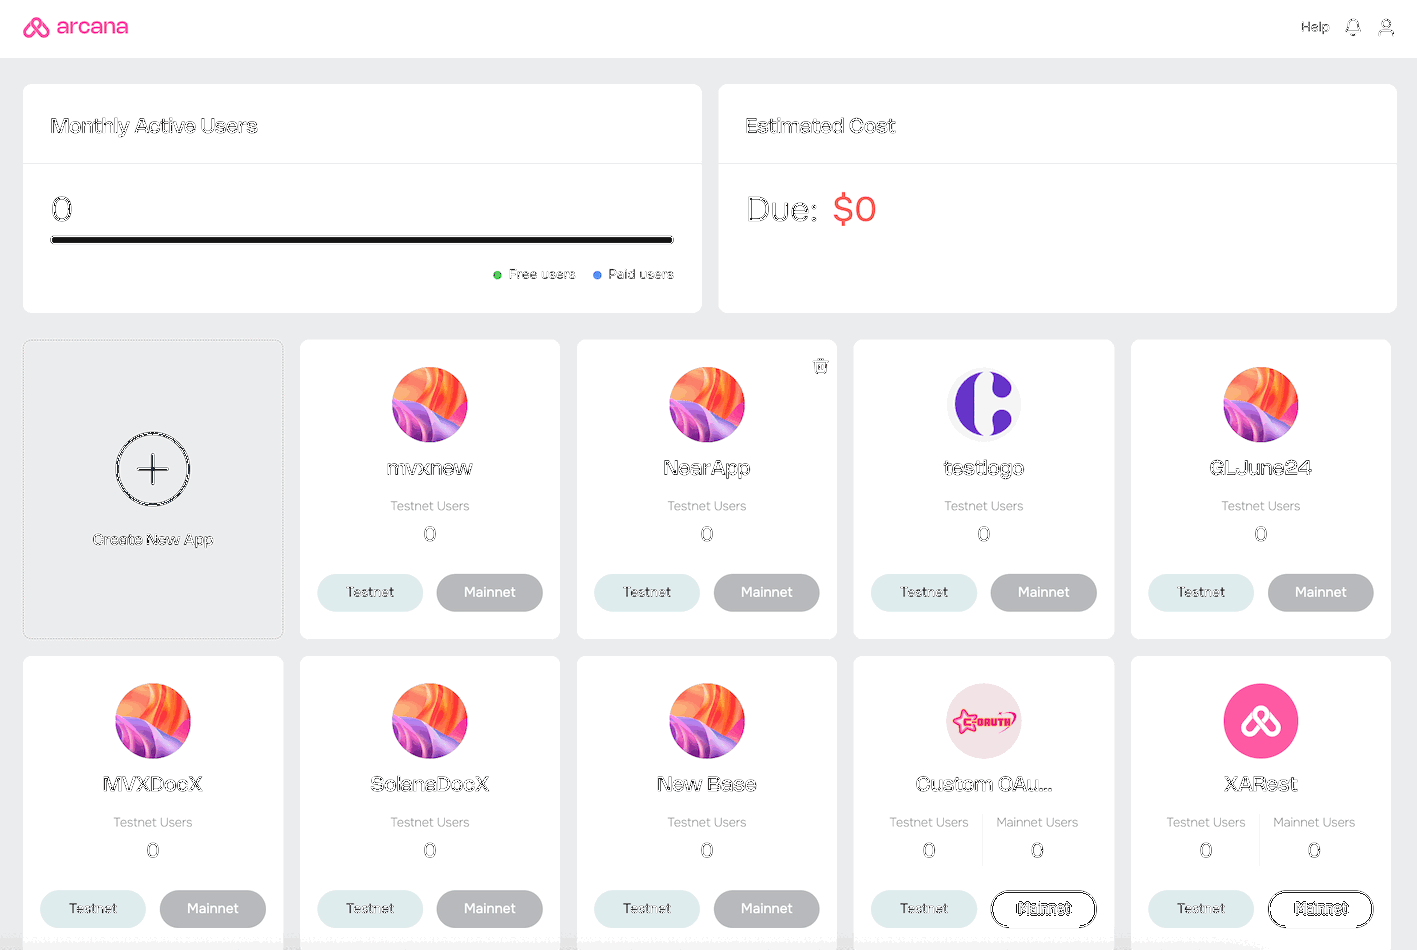 arcana
Help
Monthly Active Users
0
Free users
Paid users
Estimated Cost
Due: $0
Create New App
mvxnew
Testnet Users
0
Testnet
Mainnet
NearApp
Testnet Users
0
Testnet
Mainnet
testlogo
Testnet Users
0
Testnet
Mainnet
GLJune24
Testnet Users
0
Testnet
Mainnet
MVXDocX
Testnet Users
0
Testnet
Mainnet
SolanaDocX
Testnet Users
0
Testnet
Mainnet
New Base
Testnet Users
0
Testnet
Mainnet
C-OAUTH
Custom OAu...
Testnet Users
Mainnet Users
0
0
Testnet
Mainnet
XARest
Testnet Users
Mainnet Users
0
0
Testnet
Mainnet